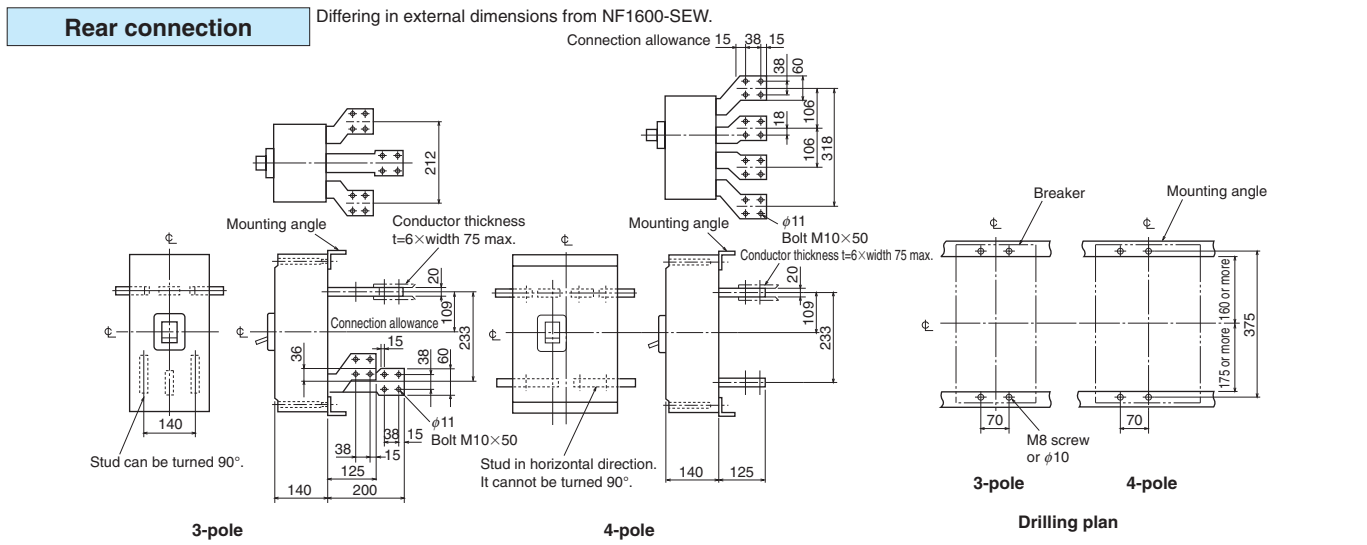 Rear connection
Differing in external dimensions from NF1600-SEW.
Connection allowance 15 38 15
38
60
106
18
106
318
212
φ11
Bolt M10×50
Conductor thickness t=6×width 75 max.
Mounting angle
Conductor thickness
t=6×width 75 max.
Mounting angle
Breaker
Mounting angle
℄
℄
℄
℄
℄
℄
℄
20
109
233
Connection allowance
15
36
38
60
φ11
Bolt M10×50
38
15
38
15
125
140
200
140
Stud can be turned 90°.
3-pole
20
109
233
140
125
Stud in horizontal direction.
It cannot be turned 90°.
4-pole
160 or more
175 or more
375
70
70
M8 screw
or φ10
3-pole
4-pole
Drilling plan